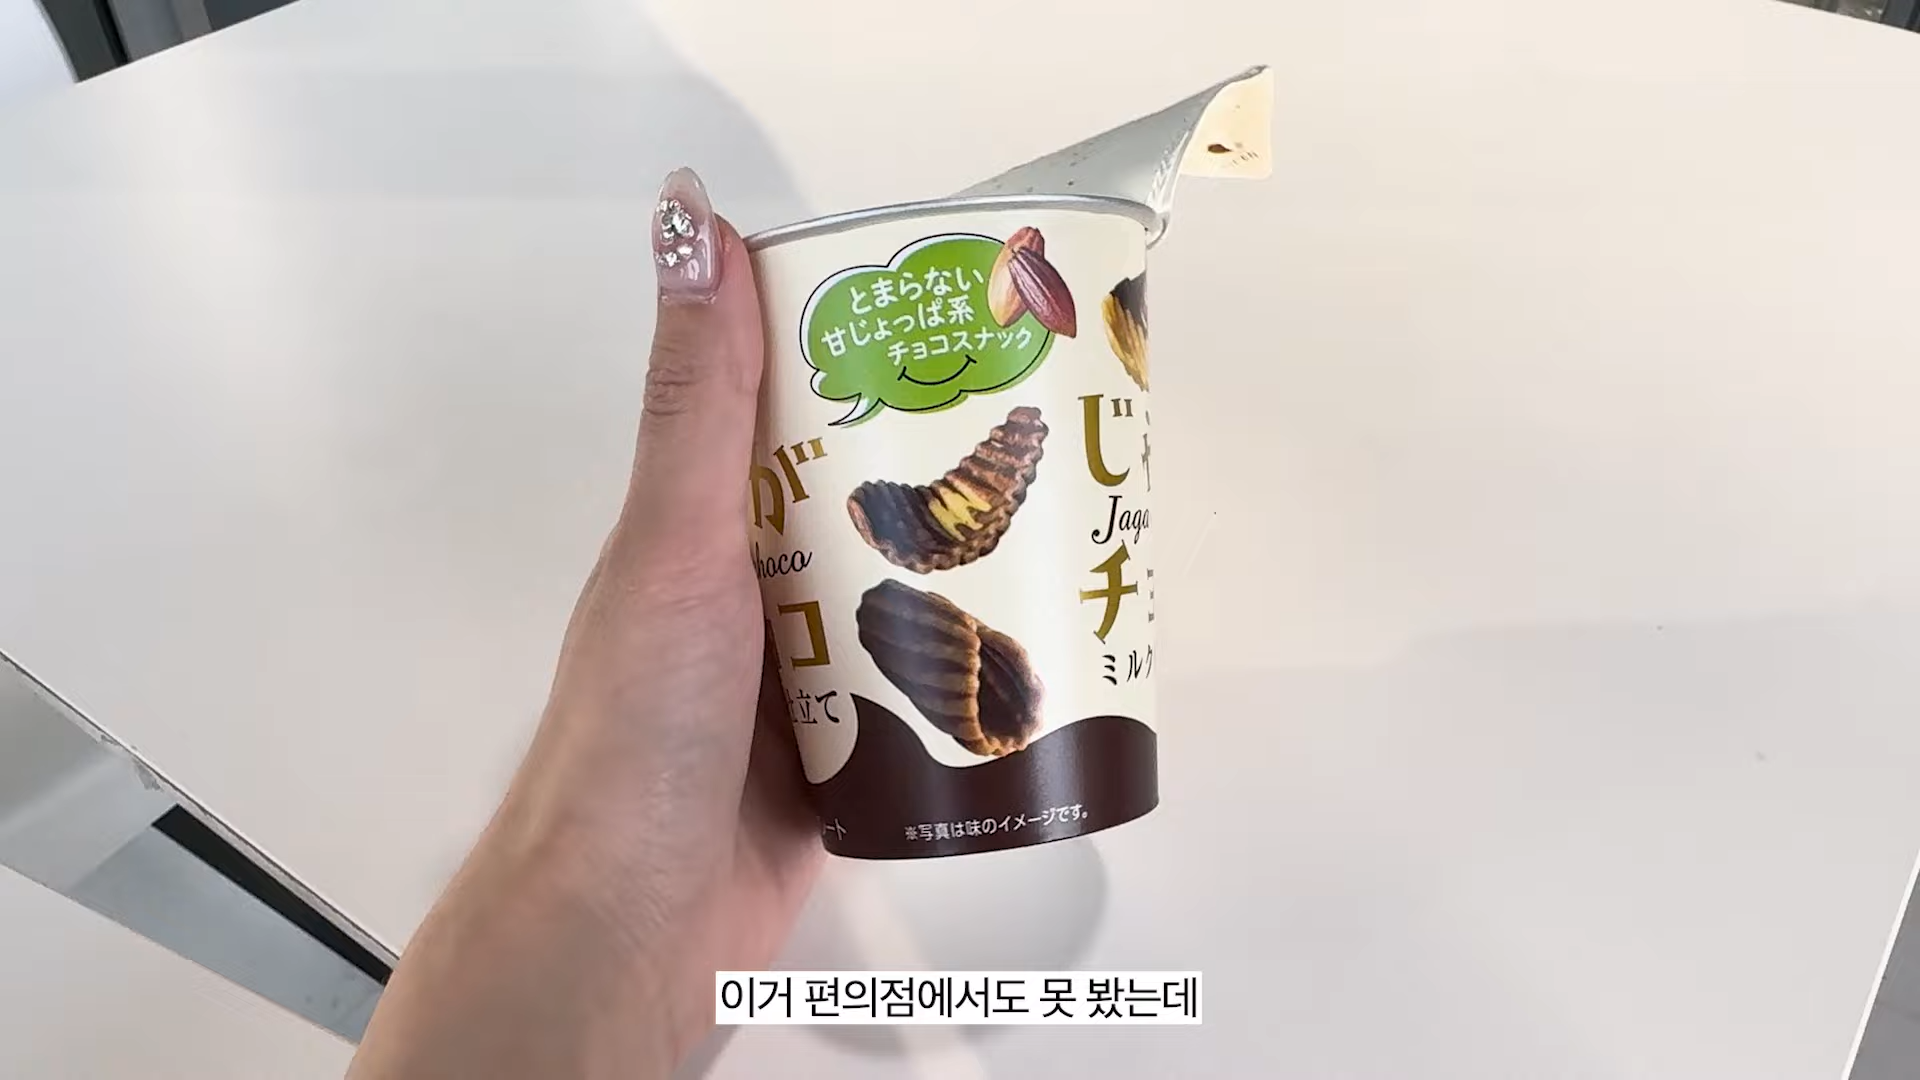 とまらない
甘じょっぱ系
チョコスナック
が
じ
チ
コ
ミルク
立て
ート
※写真は味のイメージです。
이거 편의점에서도 못 봤는데